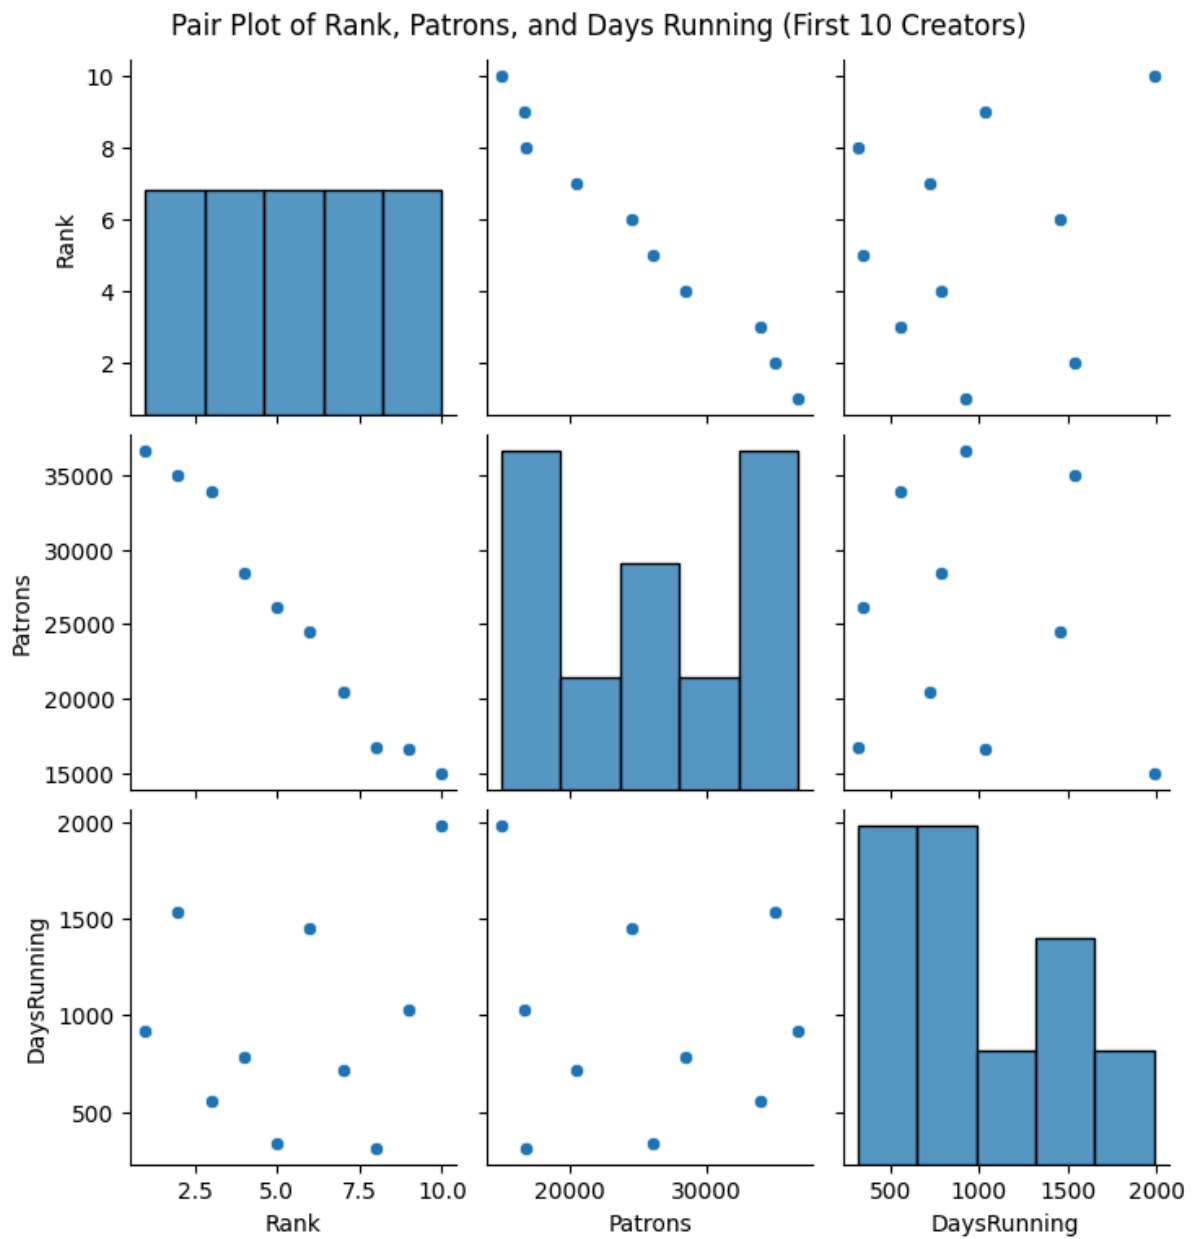 Pair Plot of Rank, Patrons, and Days Running (First 10 Creators)
10
8
6
4
2
Rank
35000
30000
25000
20000
15000
Patrons
2000
1500
1000
500
DaysRunning
2.5 5.0 7.5 10.0
Rank
20000 30000
Patrons
500 1000 1500 2000
DaysRunning